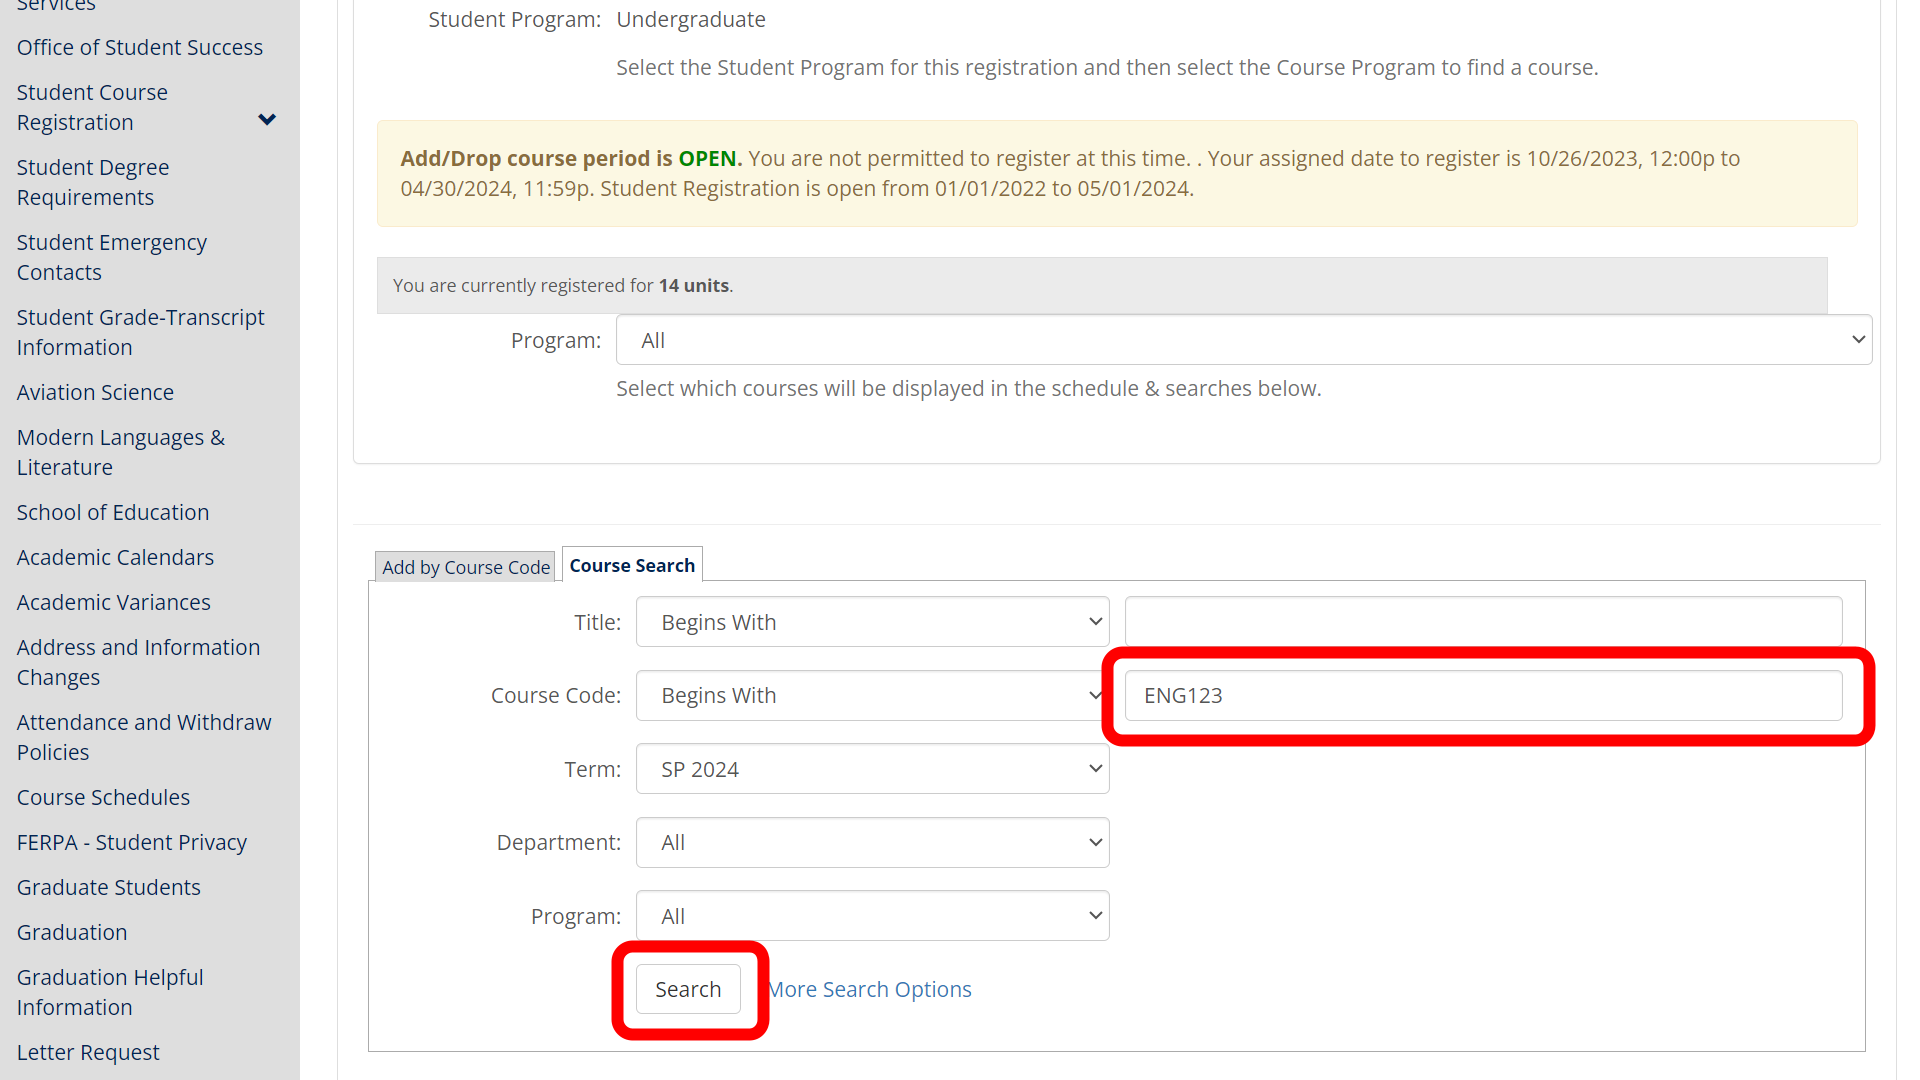 Services
Office of Student Success
Student Course
Registration
Student Degree
Requirements
Student Emergency
Contacts
Student Grade-Transcript
Information
Aviation Science
Modern Languages &
Literature
School of Education
Academic Calendars
Academic Variances
Address and Information
Changes
Attendance and Withdraw
Policies
Course Schedules
FERPA - Student Privacy
Graduate Students
Graduation
Graduation Helpful
Information
Letter Request
Student Program: Undergraduate
Select the Student Program for this registration and then select the Course Program to find a course.
Add/Drop course period is OPEN. You are not permitted to register at this time. . Your assigned date to register is 10/26/2023, 12:00p to
04/30/2024, 11:59p. Student Registration is open from 01/01/2022 to 05/01/2024.
You are currently registered for 14 units.
Program: All
Select which courses will be displayed in the schedule & searches below.
Add by Course Code Course Search
Title: Begins With
Course Code: Begins With ENG123
Term: SP 2024
Department: All
Program: All
Search More Search Options